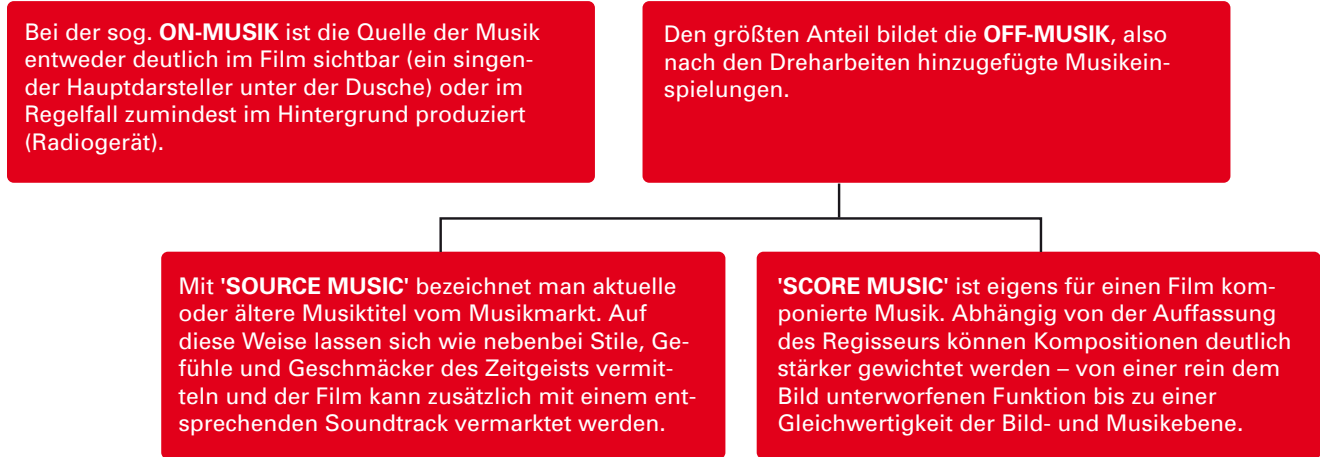 Bei der sog. ON-MUSIK ist die Quelle der Musik
entweder deutlich im Film sichtbar (ein singen-
der Hauptdarsteller unter der Dusche) oder im
Regelfall zumindest im Hintergrund produziert
(Radiogerät).
Den größten Anteil bildet die OFF-MUSIK, also
nach den Dreharbeiten hinzugefügte Musikein-
spielungen.
Mit 'SOURCE MUSIC' bezeichnet man aktuelle
oder ältere Musiktitel vom Musikmarkt. Auf
diese Weise lassen sich wie nebenbei Stile, Ge-
fühle und Geschmäcker des Zeitgeists vermit-
teln und der Film kann zusätzlich mit einem ent-
sprechenden Soundtrack vermarktet werden.
'SCORE MUSIC' ist eigens für einen Film kom-
ponierte Musik. Abhängig von der Auffassung
des Regisseurs können Kompositionen deutlich
stärker gewichtet werden – von einer rein dem
Bild unterworfenen Funktion bis zu einer
Gleichwertigkeit der Bild- und Musikebene.